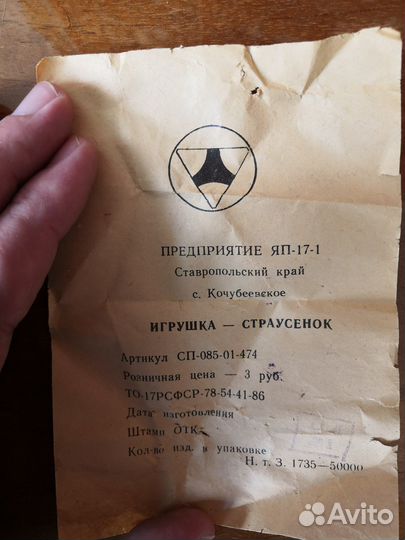 ПРЕДПРИЯТИЕ ЯП-17-1
Ставропольский край
с. Кочубеевское
ИГРУШКА — СТРАУСЕНОК
Артикул СП-085-01-474
Розничная цена — 3 руб.
ТО-17РСФСР-78-54-41-86
Дата изготовления
Штамп ОТК
Кол-во изд. в упаковке
Н. т. З. 1735—50000
Avito